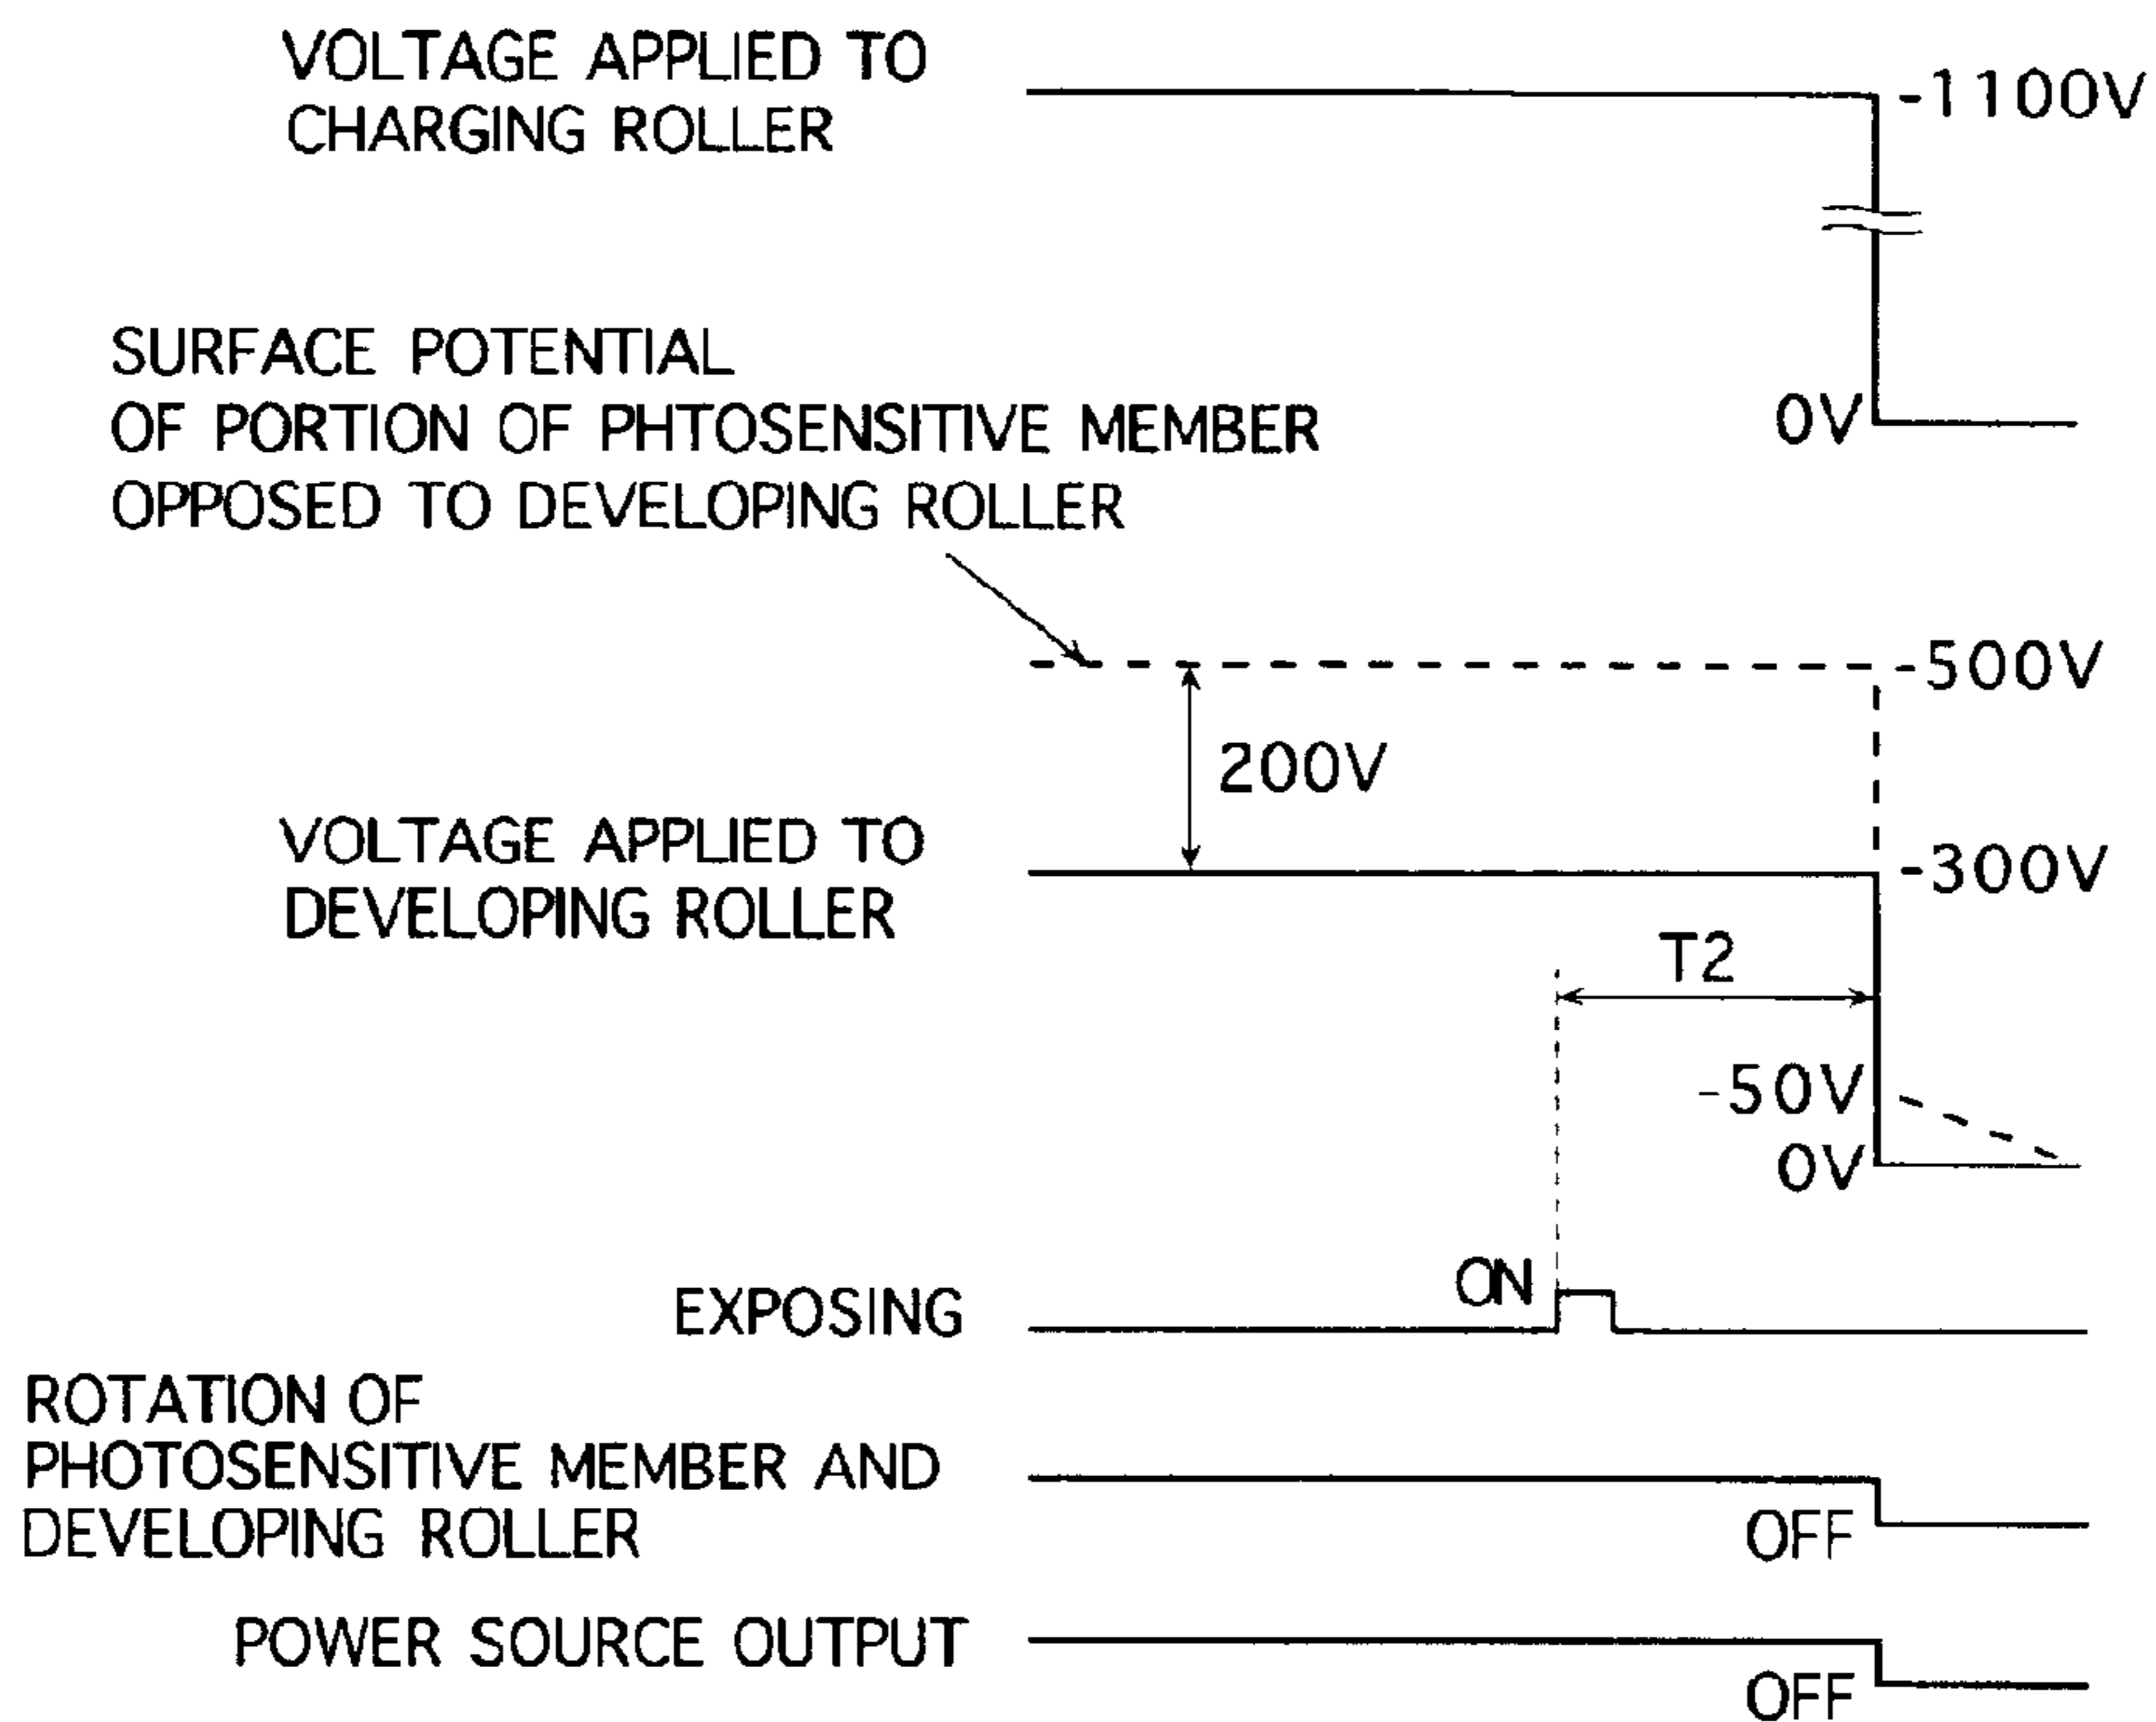 VOLTAGE APPLIED TO
CHARGING ROLLER
-1100V
0V
SURFACE POTENTIAL
OF PORTION OF PHTOSENSITIVE MEMBER
OPPOSED TO DEVELOPING ROLLER
-500V
200V
VOLTAGE APPLIED TO
DEVELOPING ROLLER
-300V
T2
-50V
0V
EXPOSING
ON
ROTATION OF
PHOTOSENSITIVE MEMBER AND
DEVELOPING ROLLER
OFF
POWER SOURCE OUTPUT
OFF